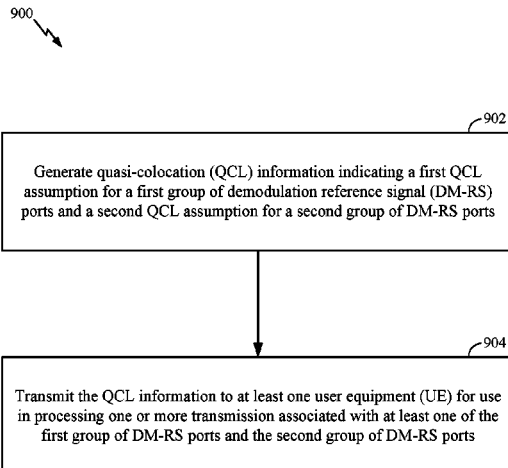 900
902
Generate quasi-colocation (QCL) information indicating a first QCL
assumption for a first group of demodulation reference signal (DM-RS)
ports and a second QCL assumption for a second group of DM-RS ports
904
Transmit the QCL information to at least one user equipment (UE) for use
in processing one or more transmission associated with at least one of the
first group of DM-RS ports and the second group of DM-RS ports